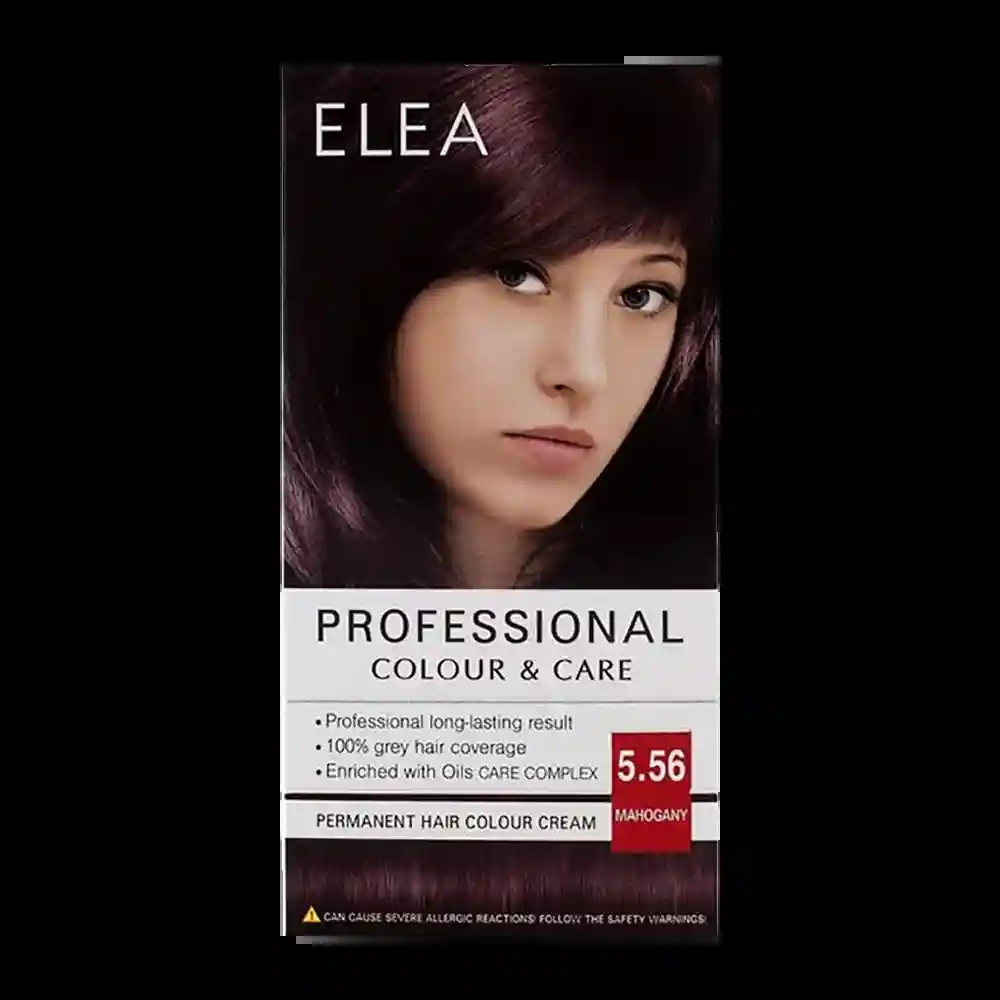 ELEA
PROFESSIONAL
COLOUR & CARE
• Professional long-lasting result
• 100% grey hair coverage
• Enriched with Oils CARE COMPLEX
5.56
MAHOGANY
PERMANENT HAIR COLOUR CREAM
CAN CAUSE SEVERE ALLERGIC REACTIONS! FOLLOW THE SAFETY WARNINGS!